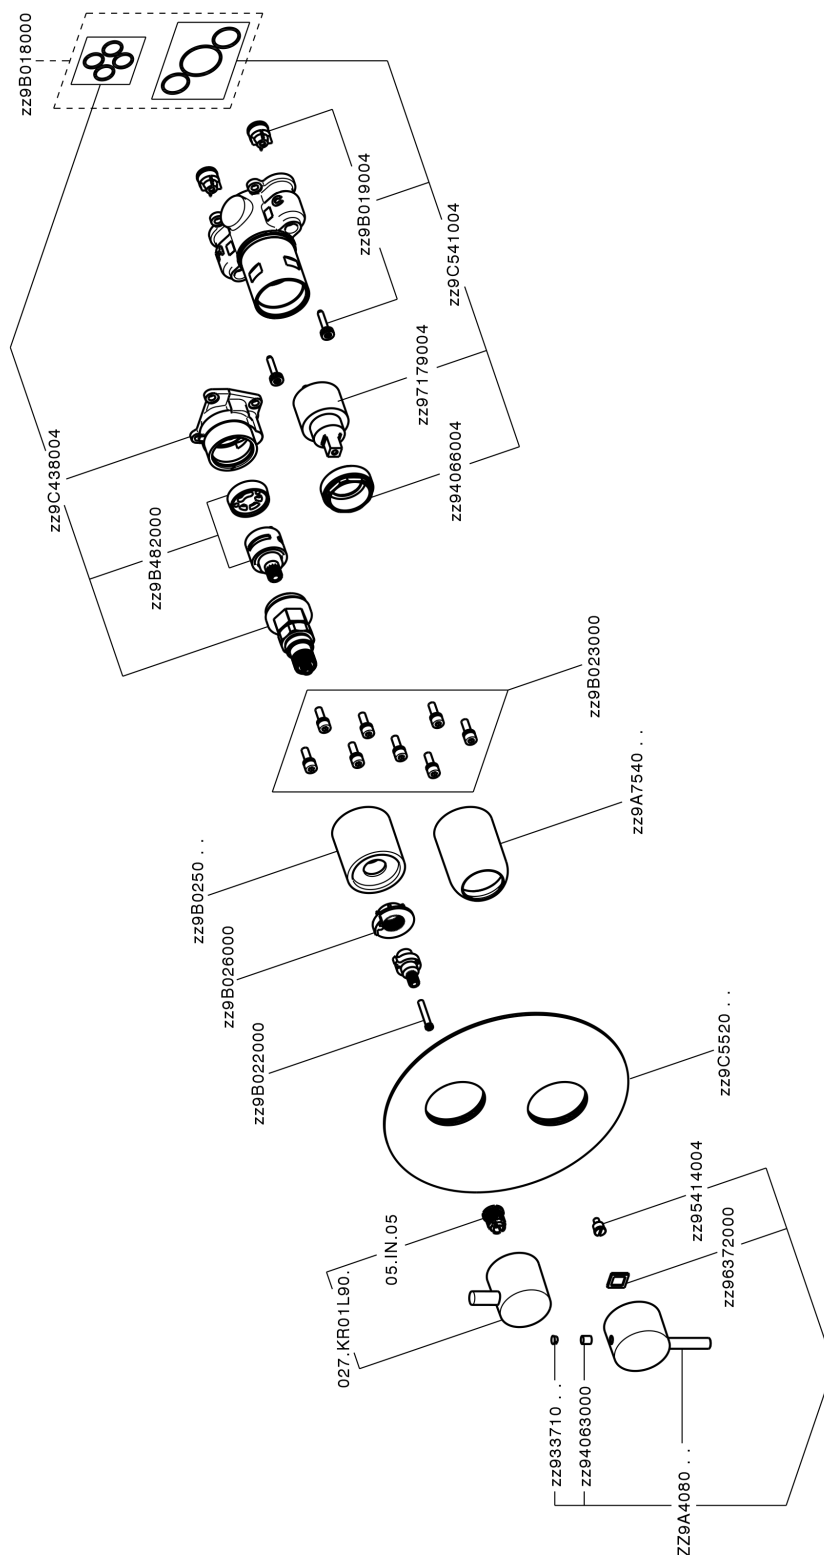 zz9B018000
zz9B019004
zz9C541004
zz97179004
zz94066004
zz9C438004
zz9B482000
zz9B023000
zz9A7540 . .
zz9B0250 . .
zz9B026000
zz9B022000
zz9C5520 . .
zz95414004
zz96372000
05.IN.05
027.KR01L90.
zz933710 . .
zz94063000
ZZ9A4080 . .